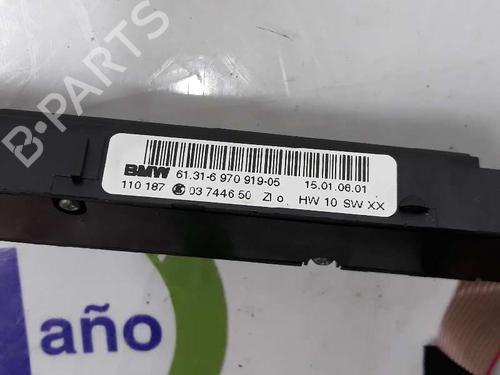 B-PARTS
BMW 61.31-6 970 919-05 15.01.06.01
110 187 03 7446 50 ZI o HW 10 SW XX
año